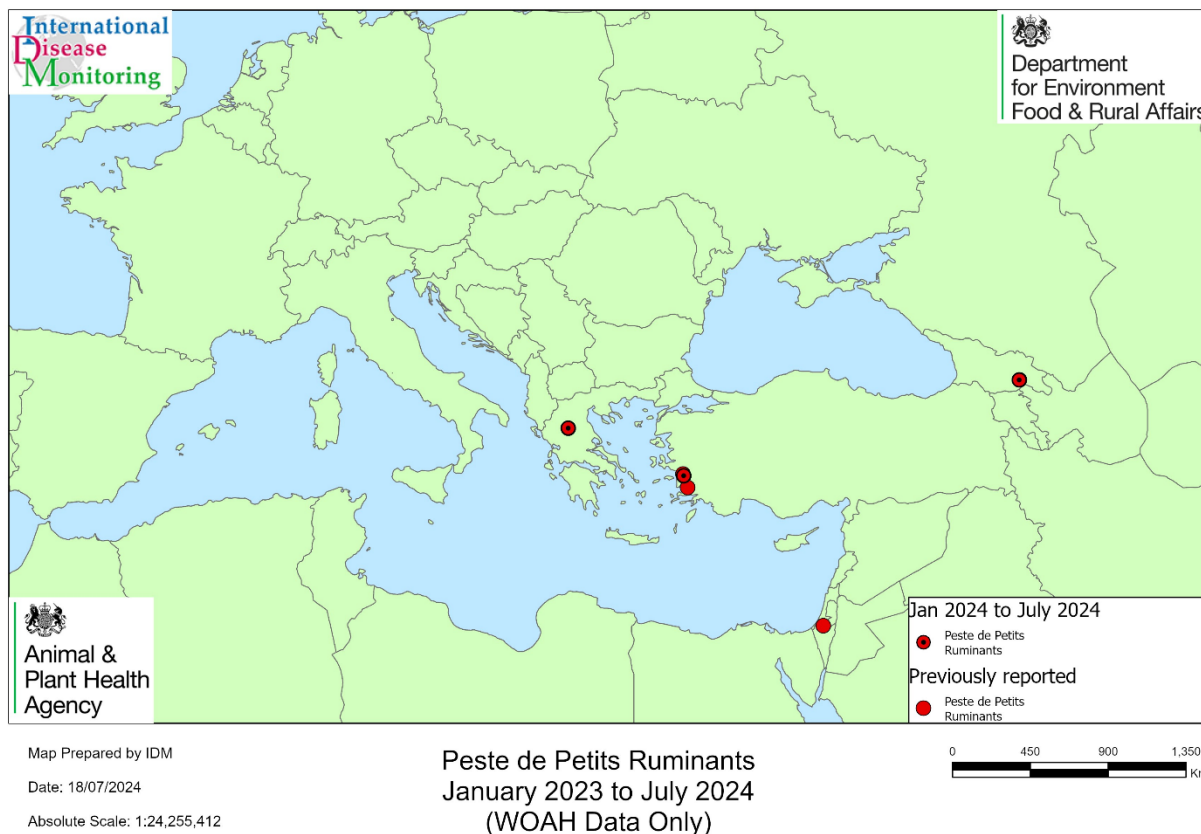 International
Disease
Monitoring
Department
for Environment
Food & Rural Affairs
Animal &
Plant Health
Agency
Jan 2024 to July 2024
Peste de Petits
Ruminants
Previously reported
Peste de Petits
Ruminants
Map Prepared by IDM
Date: 18/07/2024
Absolute Scale: 1:24,255,412
Peste de Petits Ruminants
January 2023 to July 2024
(WOAH Data Only)
0 450 900 1,350